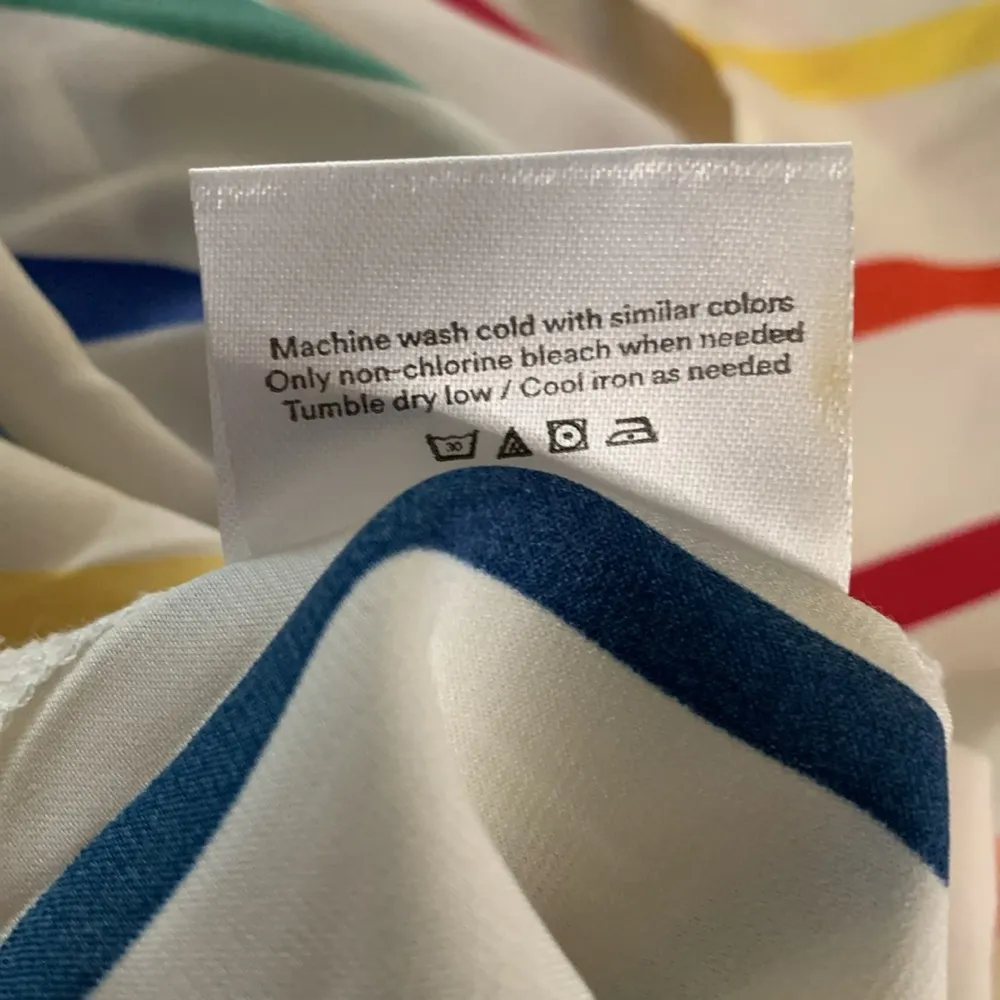 Machine wash cold with similar colors
Only non-chlorine bleach when needed
Tumble dry low / Cool iron as needed
30